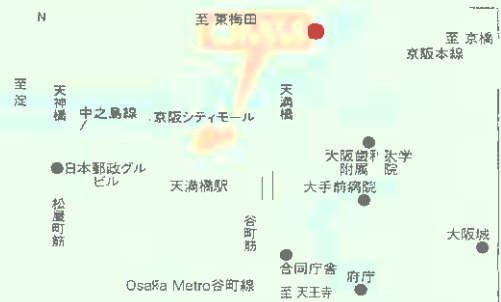 N
至 東梅田
至 京橋
京阪本線
至
淀
天神橋
中之島線
京阪シティモール
天満橋
日本郵政グル
ビル
大阪歯科大学
附属 院
天満橋駅
大手前病院
松屋町筋
谷町筋
大阪城
合同庁舎
府庁
Osaka Metro谷町線
至 天王寺